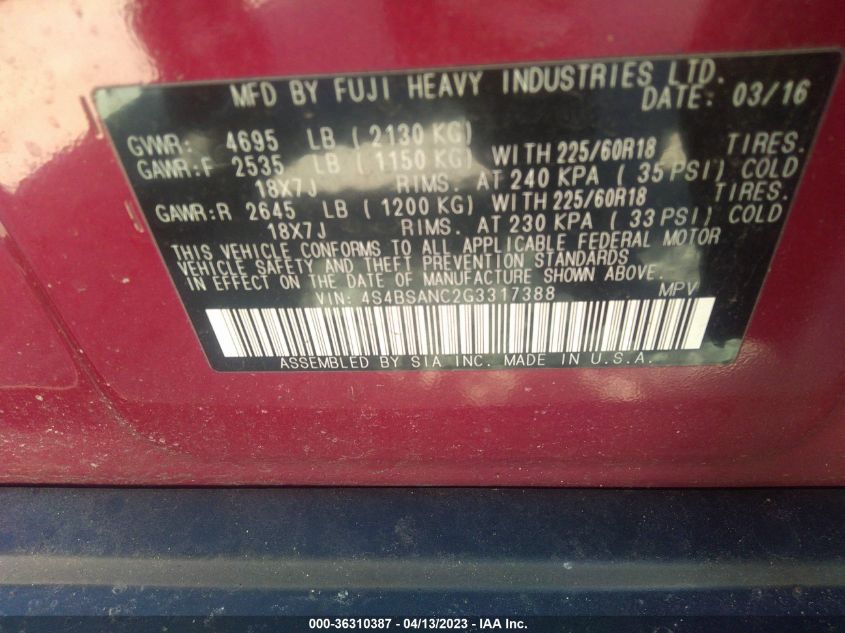 MFD BY FUJI HEAVY INDUSTRIES LTD.
DATE: 03/16
GVWR: 4695 LB ( 2130 KG)
GAWR:F 2535 LB ( 1150 KG) WITH 225/60R18 TIRES.
18X7J RIMS. AT 240 KPA ( 35 PSI) COLD
GAWR:R 2645 LB ( 1200 KG) WITH 225/60R18 TIRES.
18X7J RIMS. AT 230 KPA ( 33 PSI) COLD
THIS VEHICLE CONFORMS TO ALL APPLICABLE FEDERAL MOTOR
VEHICLE SAFETY AND THEFT PREVENTION STANDARDS
IN EFFECT ON THE DATE OF MANUFACTURE SHOWN ABOVE.
VIN: 4S4BSANC2G3317388 MPV
ASSEMBLED BY SIA INC. MADE IN U.S.A.
000-36310387 - 04/13/2023 - IAA Inc.